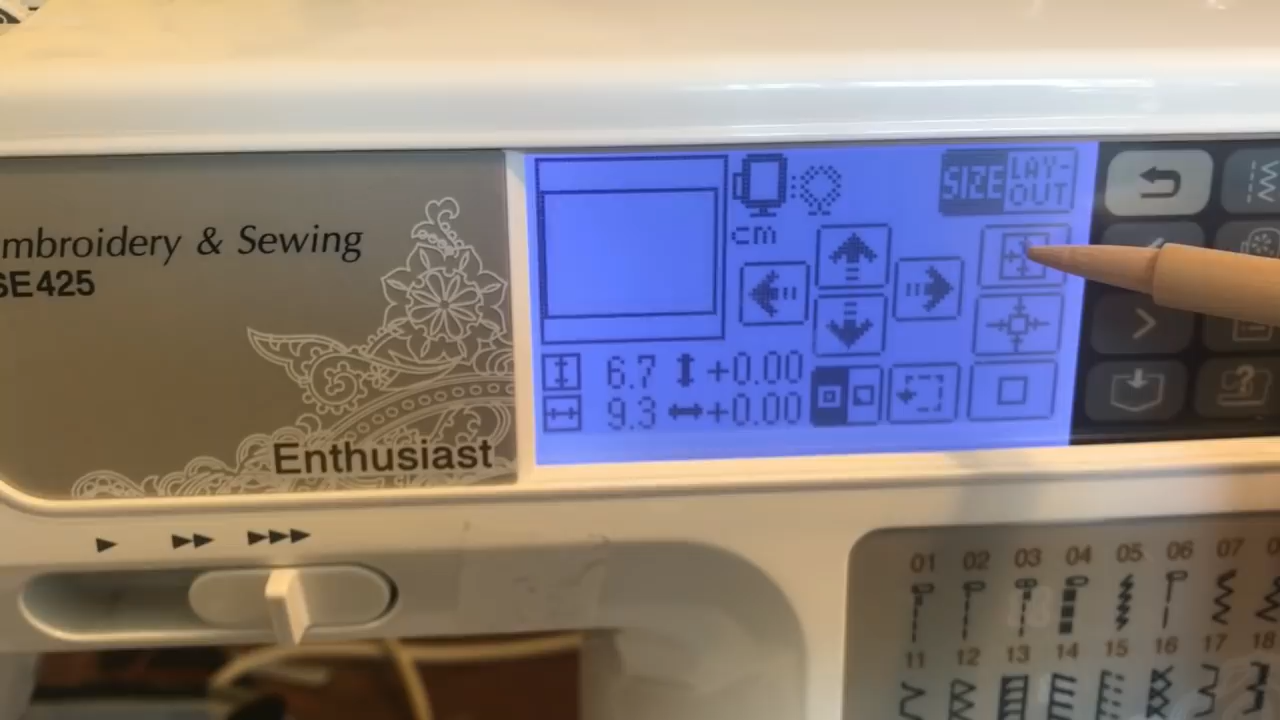 mbroidery & Sewing
SE425
Enthusiast
SIZE
LAY-
OUT
cm
6.7 +0.00
9.3 +0.00
01 02 03 04 05 06 07
11 12 13 14 15 16 17 18